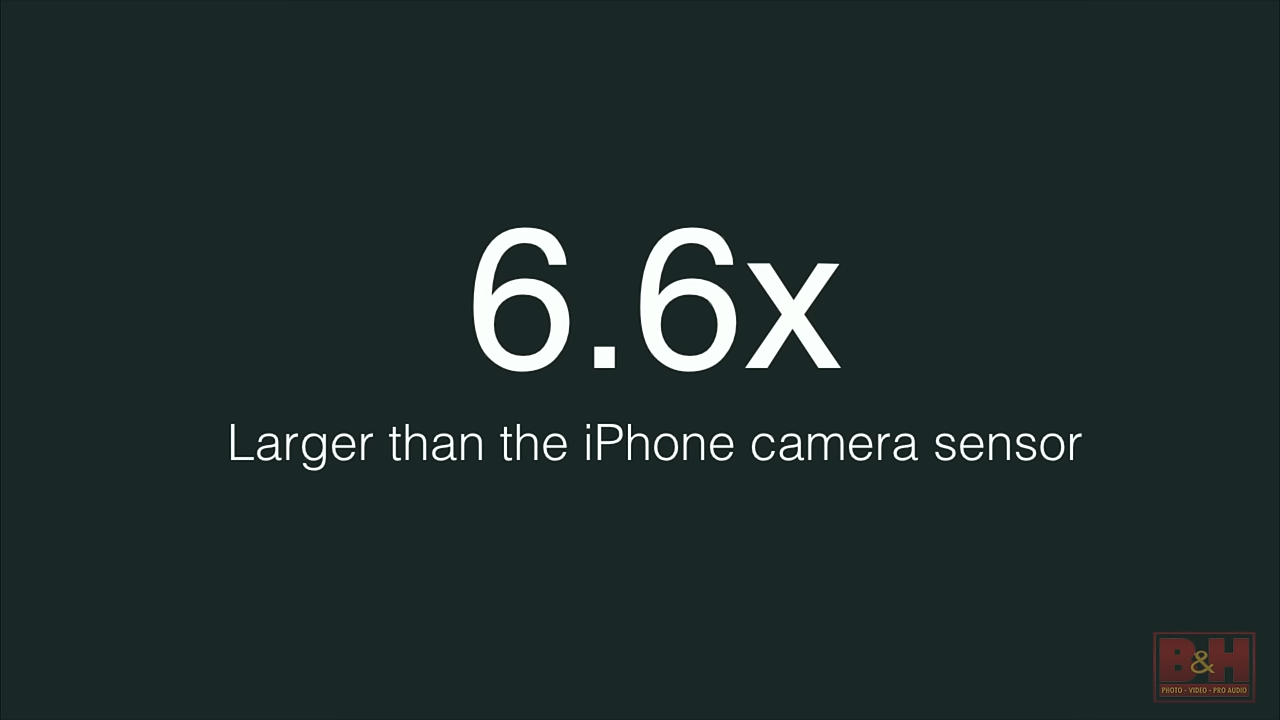 6.6x
Larger than the iPhone camera sensor
B&H
PHOTO - VIDEO - PRO AUDIO